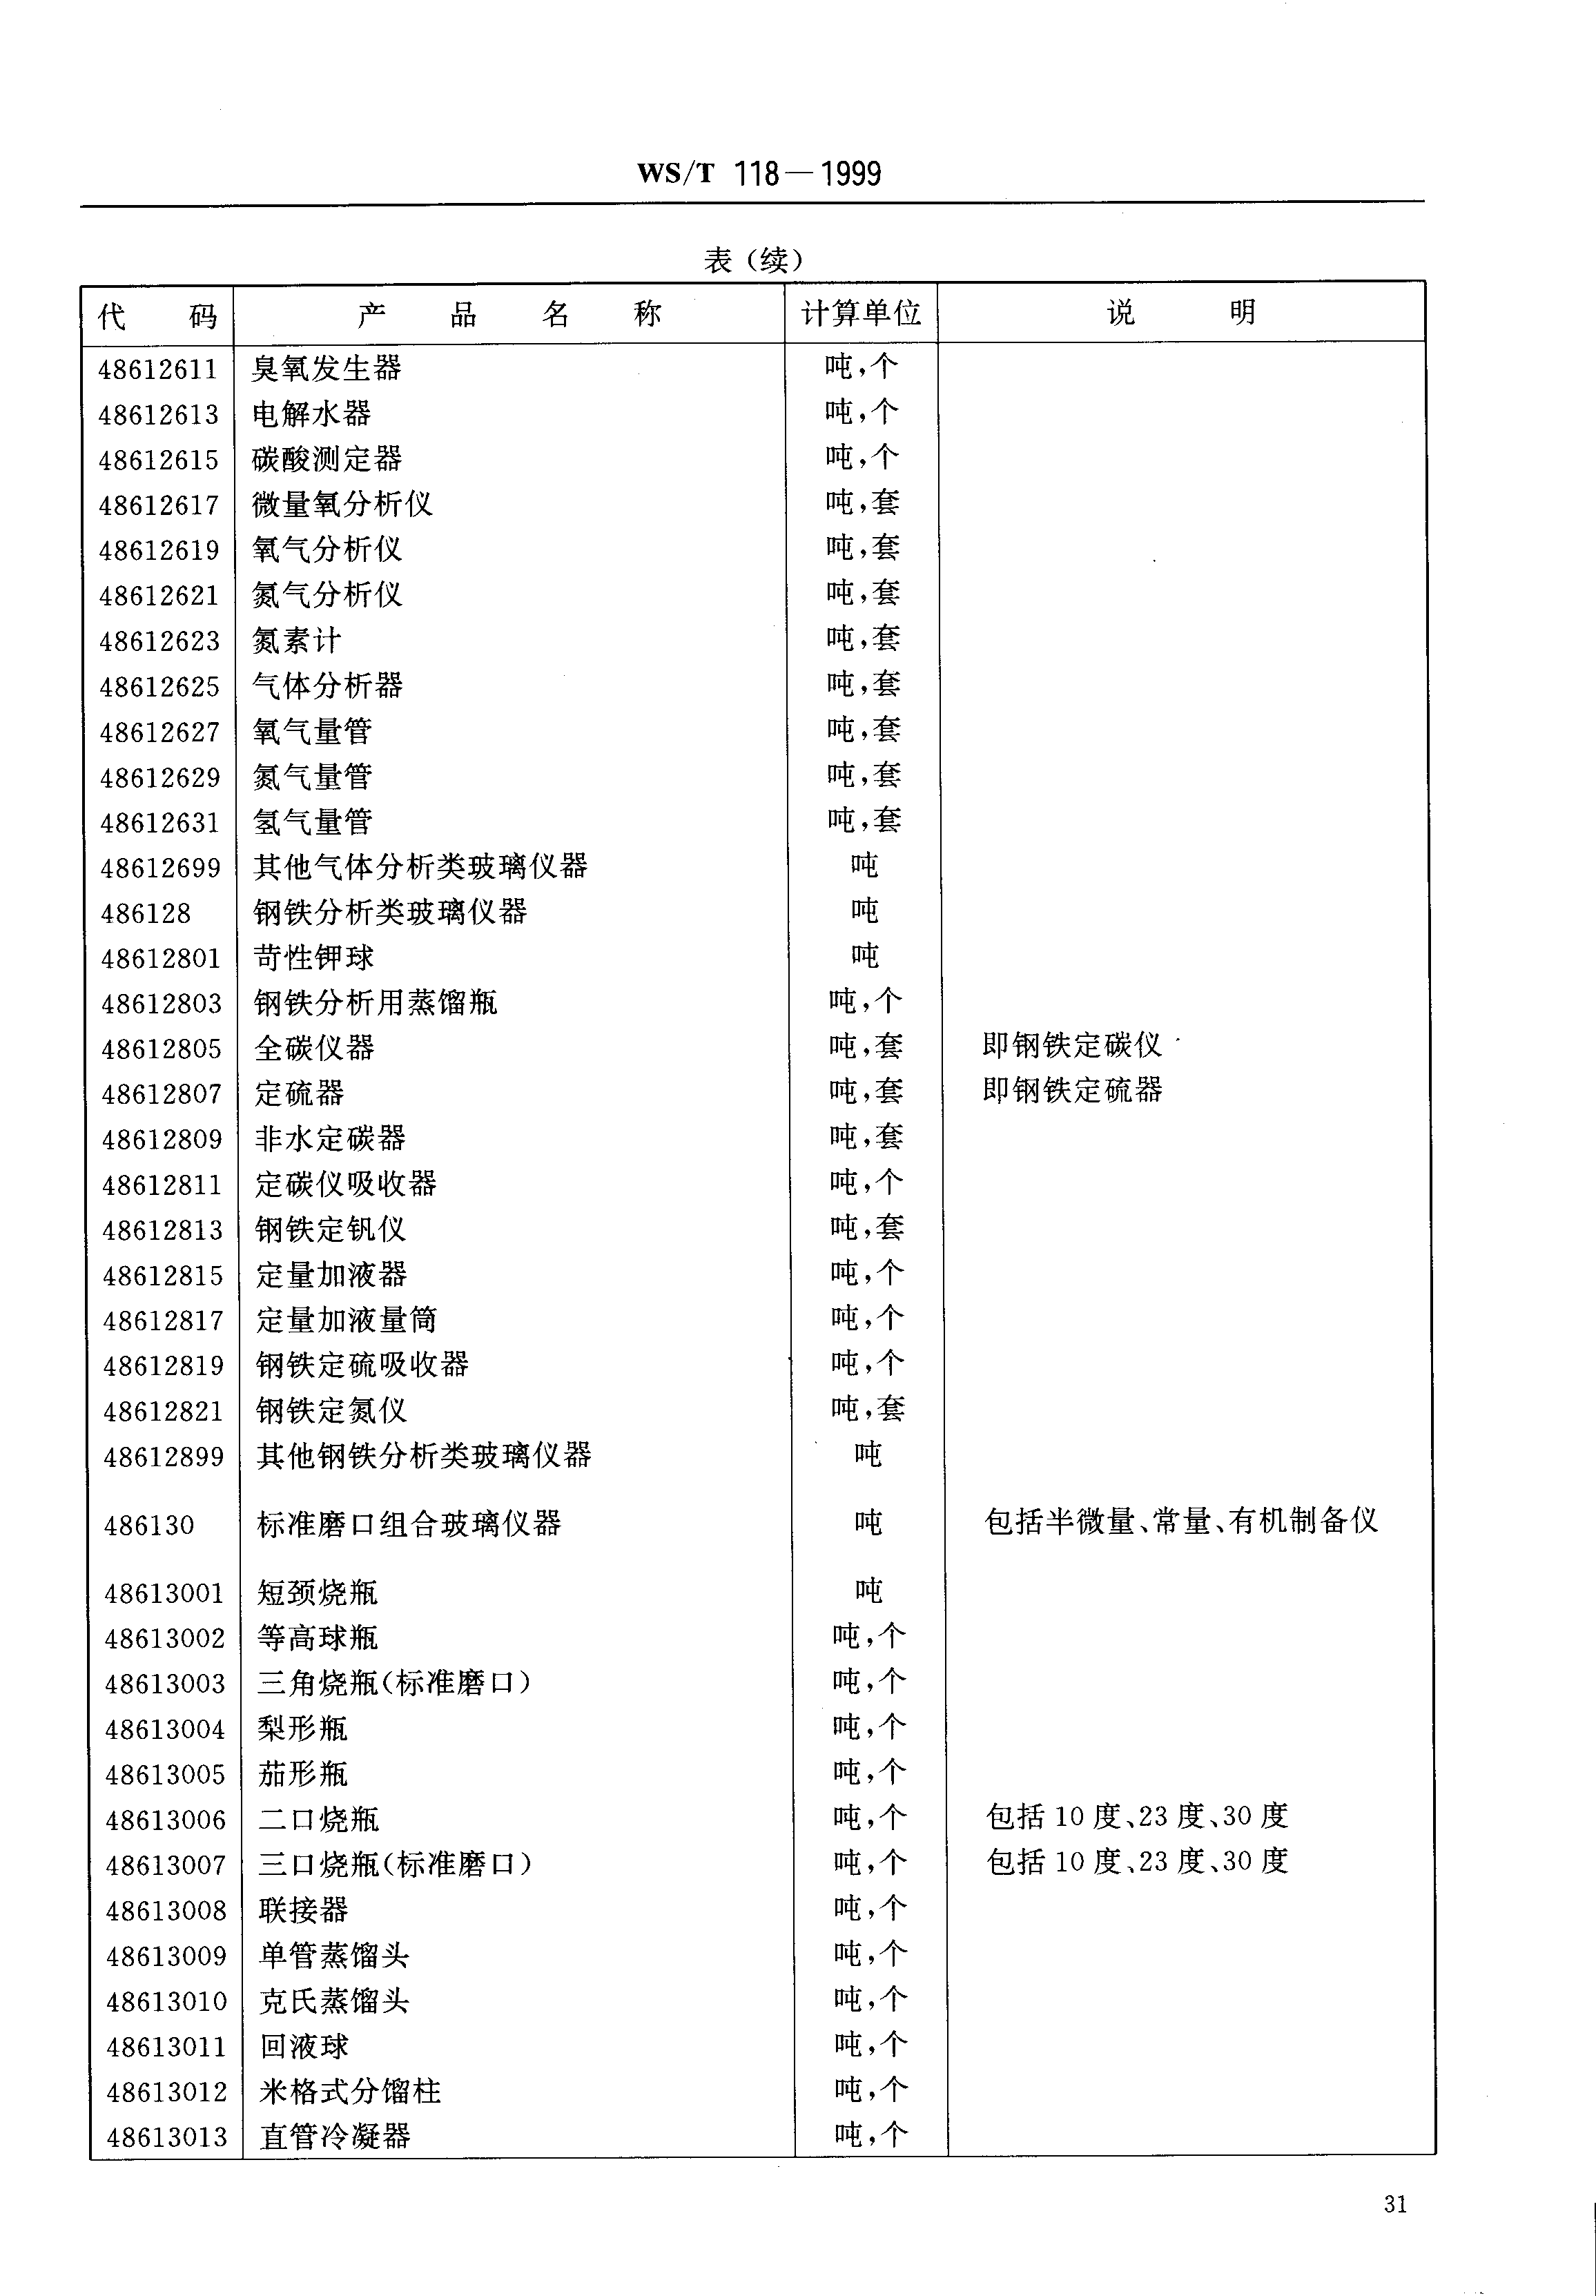 WS/T 118—1999
表（续）
代 码 产 品 名 称 计算单位 说 明
48612611 臭氧发生器 吨,个
48612613 电解水器 吨,个
48612615 碳酸测定器 吨,个
48612617 微量氧分析仪 吨,套
48612619 氧气分析仪 吨,套
48612621 氮气分析仪 吨,套
48612623 氮素计 吨,套
48612625 气体分析器 吨,套
48612627 氧气量管 吨,套
48612629 氮气量管 吨,套
48612631 氢气量管 吨,套
48612699 其他气体分析类玻璃仪器 吨
486128 钢铁分析类玻璃仪器 吨
48612801 苛性钾球 吨
48612803 钢铁分析用蒸馏瓶 吨,个
48612805 全碳仪器 吨,套 即钢铁定碳仪
48612807 定硫器 吨,套 即钢铁定硫器
48612809 非水定碳器 吨,套
48612811 定碳仪吸收器 吨,个
48612813 钢铁定钒仪 吨,套
48612815 定量加液器 吨,个
48612817 定量加液量筒 吨,个
48612819 钢铁定硫吸收器 吨,个
48612821 钢铁定氮仪 吨,套
48612899 其他钢铁分析类玻璃仪器 吨
486130 标准磨口组合玻璃仪器 吨 包括半微量、常量、有机制备仪
48613001 短颈烧瓶 吨
48613002 等高球瓶 吨,个
48613003 三角烧瓶(标准磨口) 吨,个
48613004 梨形瓶 吨,个
48613005 茄形瓶 吨,个
48613006 二口烧瓶 吨,个 包括 10 度、23 度、30 度
48613007 三口烧瓶(标准磨口) 吨,个 包括 10 度、23 度、30 度
48613008 联接器 吨,个
48613009 单管蒸馏头 吨,个
48613010 克氏蒸馏头 吨,个
48613011 回液球 吨,个
48613012 米格式分馏柱 吨,个
48613013 直管冷凝器 吨,个
31